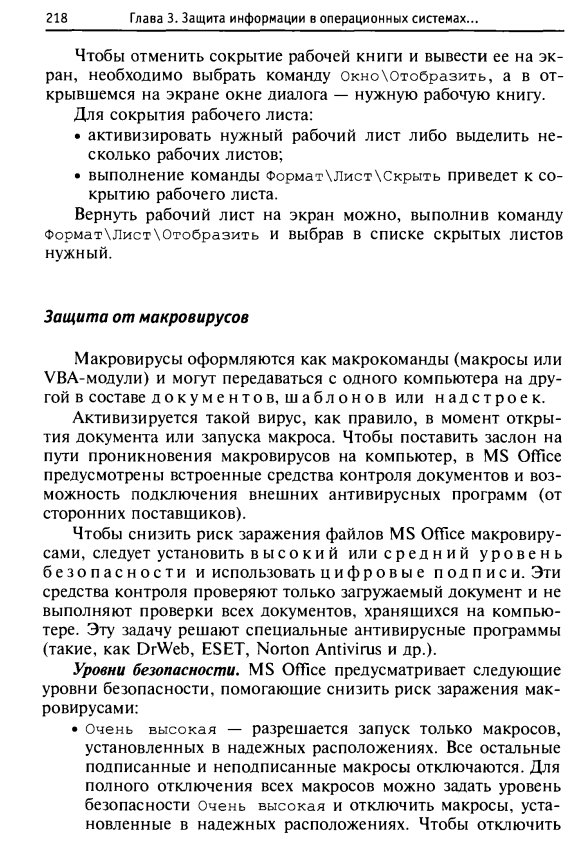 218 Глава 3. Защита информации в операционных системах...
Чтобы отменить сокрытие рабочей книги и вывести ее на эк-
ран, необходимо выбрать команду Окно\Отобразить, а в от-
крывшемся на экране окне диалога — нужную рабочую книгу.
Для сокрытия рабочего листа:
• активизировать нужный рабочий лист либо выделить не-
сколько рабочих листов;
• выполнение команды Формат\Лист\Скрыть приведет к со-
крытию рабочего листа.
Вернуть рабочий лист на экран можно, выполнив команду
Формат\Лист\Отобразить и выбрав в списке скрытых листов
нужный.
Защита от макровирусов
Макровирусы оформляются как макрокоманды (макросы или
VBA-модули) и могут передаваться с одного компьютера на дру-
гой в составе документов, шаблонов или надстроек.
Активизируется такой вирус, как правило, в момент откры-
тия документа или запуска макроса. Чтобы поставить заслон на
пути проникновения макровирусов на компьютер, в MS Office
предусмотрены встроенные средства контроля документов и воз-
можность подключения внешних антивирусных программ (от
сторонних поставщиков).
Чтобы снизить риск заражения файлов MS Office макровиру-
сами, следует установить высокий или средний уровень
безопасности и использовать цифровые подписи. Эти
средства контроля проверяют только загружаемый документ и не
выполняют проверки всех документов, хранящихся на компью-
тере. Эту задачу решают специальные антивирусные программы
(такие, как DrWeb, ESET, Norton Antivirus и др.).
Уровни безопасности. MS Office предусматривает следующие
уровни безопасности, помогающие снизить риск заражения мак-
ровирусами:
• Очень высокая — разрешается запуск только макросов,
установленных в надежных расположениях. Все остальные
подписанные и неподписанные макросы отключаются. Для
полного отключения всех макросов можно задать уровень
безопасности Очень высокая и отключить макросы, уста-
новленные в надежных расположениях. Чтобы отключить